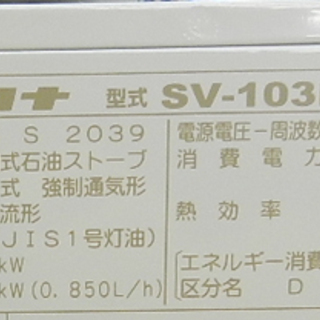 コロナ 型式 SV-103
S 2039
式石油ストーブ
式 強制通気形
流形
JIS1号灯油)
kW
kW(0.850L/h)
電源電圧－周波数
消費電力
熱効率
[エネルギー消費
区分名 D